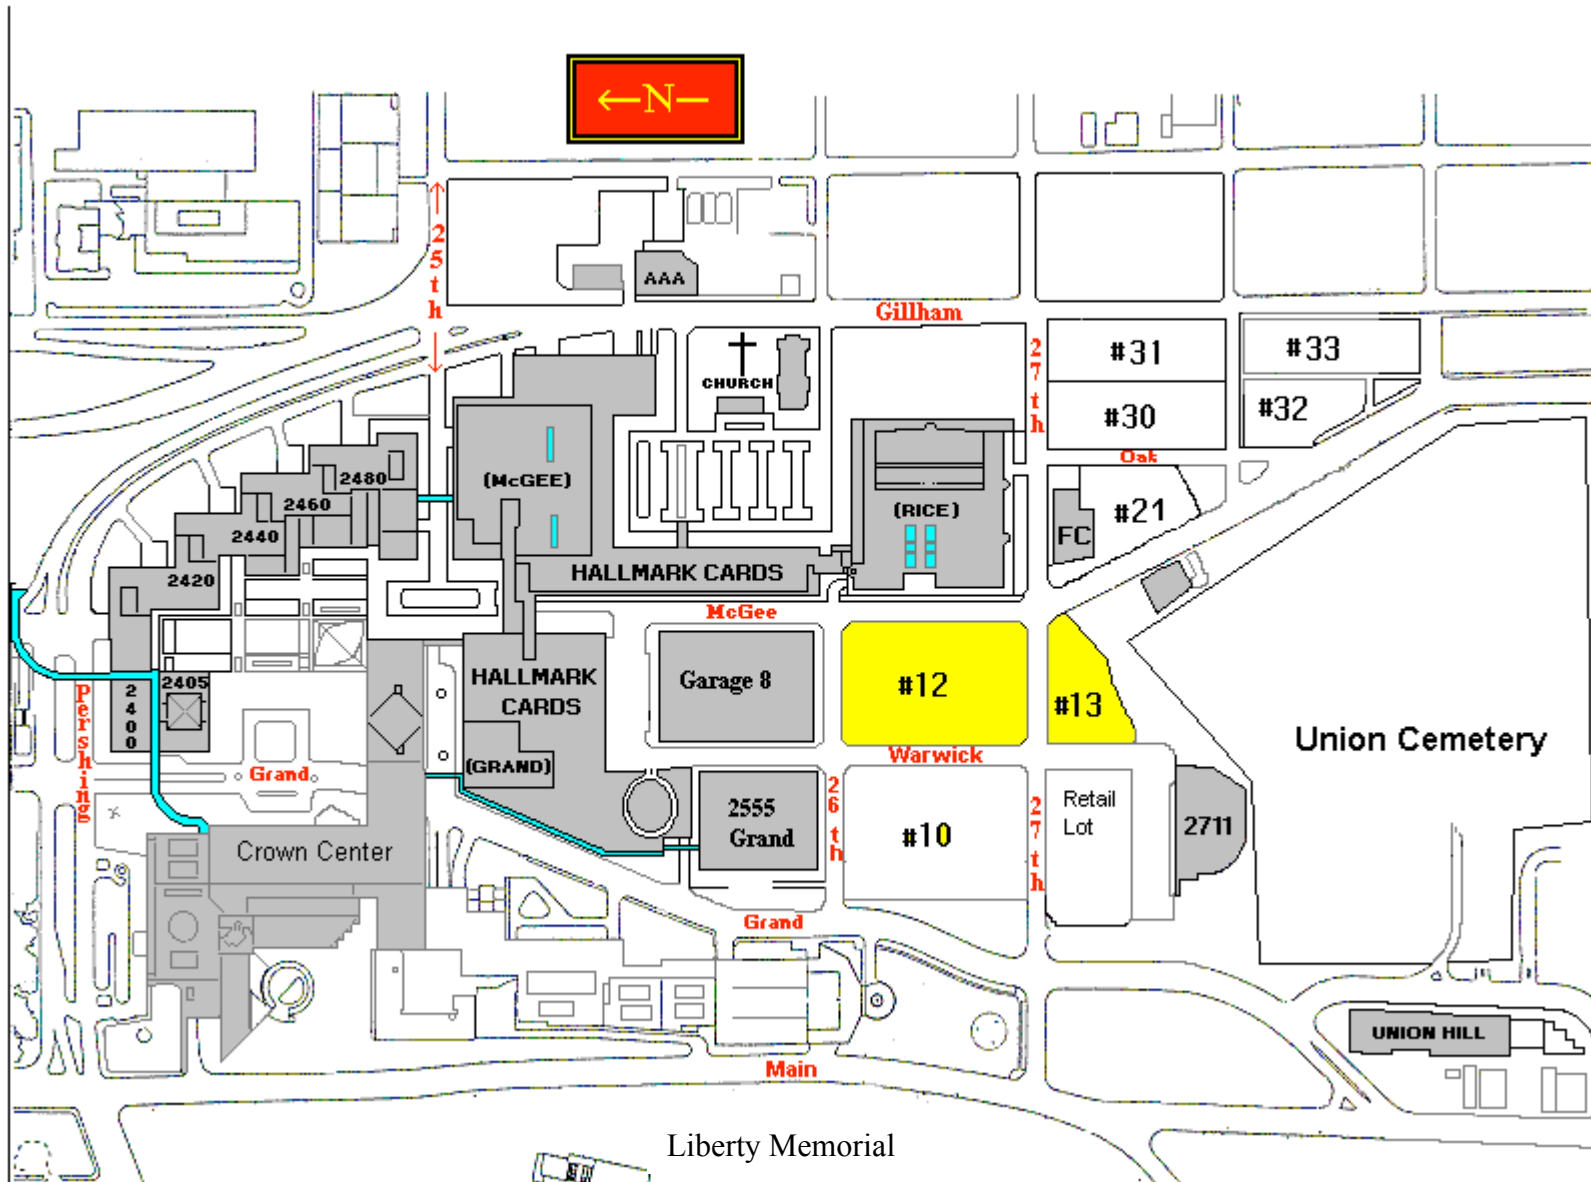 ←N—
25th
AAA
Gillham
CHURCH
27th
#31
#33
#30
#32
Oak
2480
(McGEE)
2460
(RICE)
#21
2440
FC
2420
HALLMARK CARDS
McGee
HALLMARK
CARDS
Garage 8
#12
#13
2405
2400
Pershing
Union Cemetery
Warwick
(GRAND)
Grand
26th
27th
2555
Grand
#10
Retail
Lot
2711
Crown Center
Grand
UNION HILL
Main
Liberty Memorial